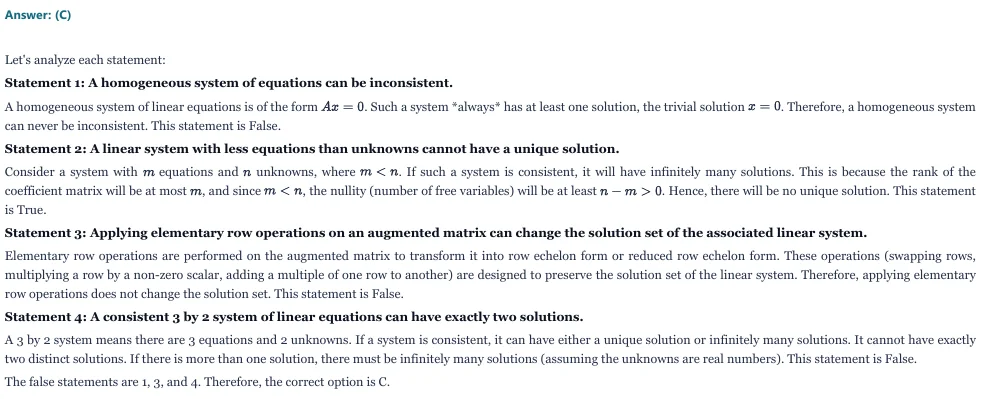 Answer: (C)
Let's analyze each statement:
Statement 1: A homogeneous system of equations can be inconsistent.
A homogeneous system of linear equations is of the form Ax = 0. Such a system *always* has at least one solution, the trivial solution x = 0. Therefore, a homogeneous system
can never be inconsistent. This statement is False.
Statement 2: A linear system with less equations than unknowns cannot have a unique solution.
Consider a system with m equations and n unknowns, where m < n. If such a system is consistent, it will have infinitely many solutions. This is because the rank of the
coefficient matrix will be at most m, and since m < n, the nullity (number of free variables) will be at least n − m > 0. Hence, there will be no unique solution. This statement
is True.
Statement 3: Applying elementary row operations on an augmented matrix can change the solution set of the associated linear system.
Elementary row operations are performed on the augmented matrix to transform it into row echelon form or reduced row echelon form. These operations (swapping rows,
multiplying a row by a non-zero scalar, adding a multiple of one row to another) are designed to preserve the solution set of the linear system. Therefore, applying elementary
row operations does not change the solution set. This statement is False.
Statement 4: A consistent 3 by 2 system of linear equations can have exactly two solutions.
A 3 by 2 system means there are 3 equations and 2 unknowns. If a system is consistent, it can have either a unique solution or infinitely many solutions. It cannot have exactly
two distinct solutions. If there is more than one solution, there must be infinitely many solutions (assuming the unknowns are real numbers). This statement is False.
The false statements are 1, 3, and 4. Therefore, the correct option is C.